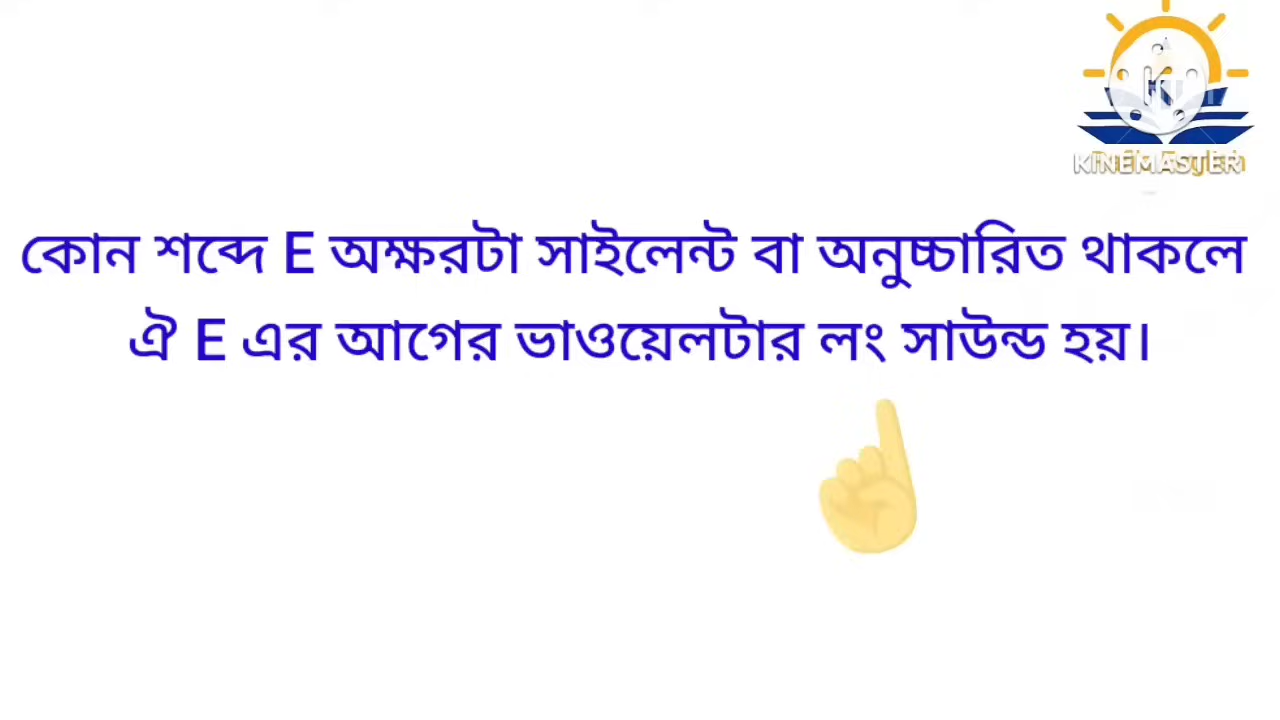 KINEMASTER
কোন শব্দে E অক্ষরটা সাইলেন্ট বা অনুচ্চারিত থাকলে
ঐ E এর আগের ভাওয়েলটার লং সাউন্ড হয়।